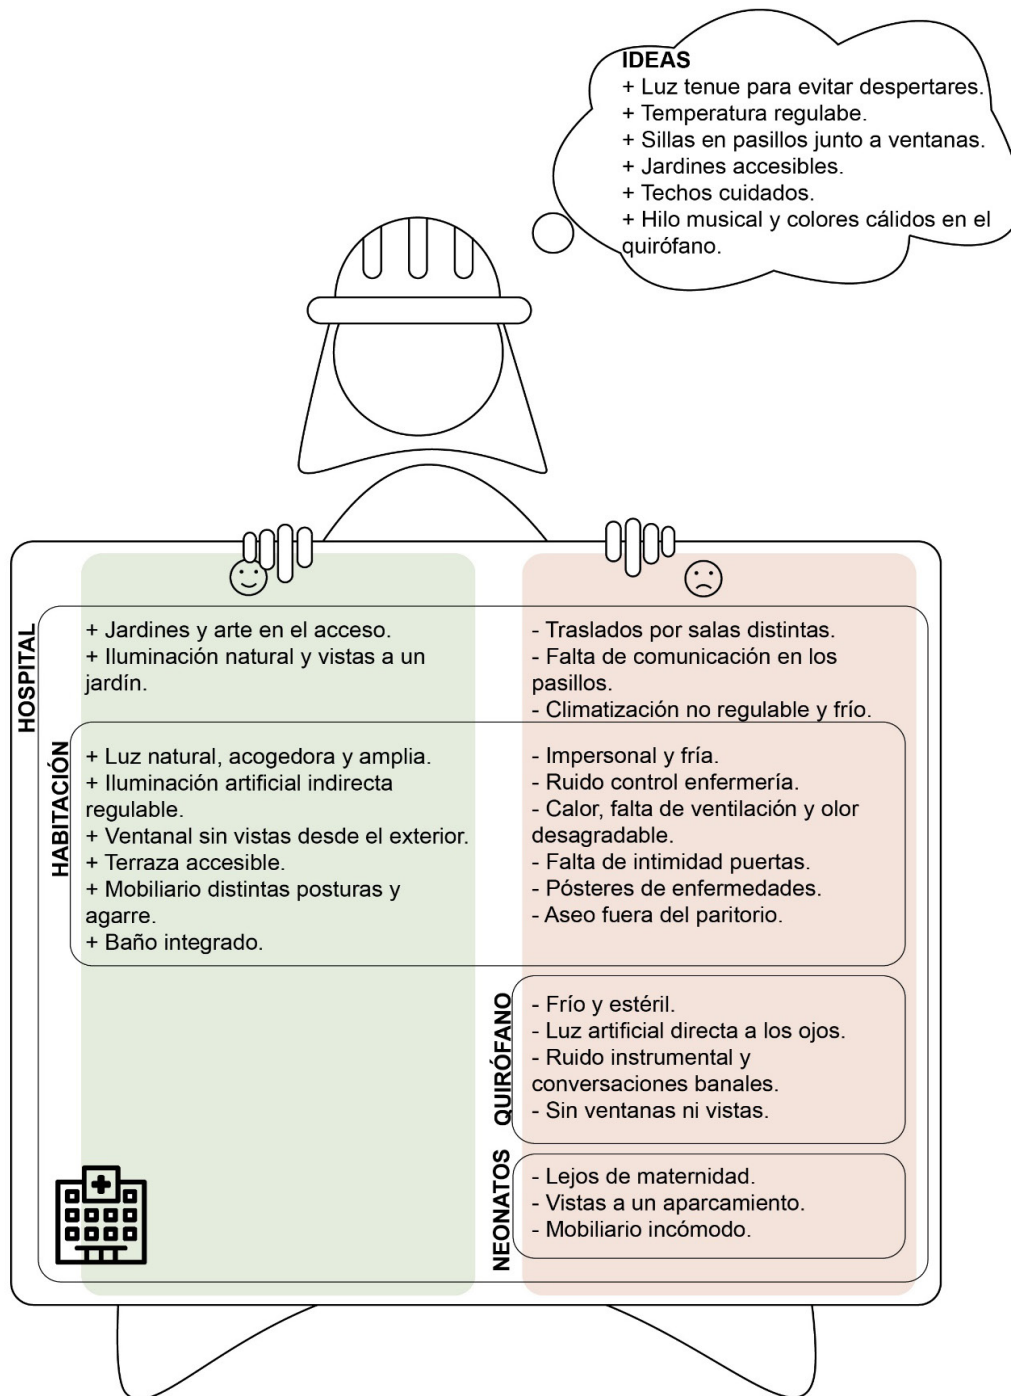 IDEAS
+ Luz tenue para evitar despertares.
+ Temperatura regulabe.
+ Sillas en pasillos junto a ventanas.
+ Jardines accesibles.
+ Techos cuidados.
+ Hilo musical y colores cálidos en el
quirófano.
HOSPITAL
+ Jardines y arte en el acceso.
+ Iluminación natural y vistas a un
jardín.
- Traslados por salas distintas.
- Falta de comunicación en los
pasillos.
- Climatización no regulable y frío.
HABITACIÓN
+ Luz natural, acogedora y amplia.
+ Iluminación artificial indirecta
regulable.
+ Ventanal sin vistas desde el exterior.
+ Terraza accesible.
+ Mobiliario distintas posturas y
agarre.
+ Baño integrado.
- Impersonal y fría.
- Ruido control enfermería.
- Calor, falta de ventilación y olor
desagradable.
- Falta de intimidad puertas.
- Pósteres de enfermedades.
- Aseo fuera del paritorio.
QUIRÓFANO
- Frío y estéril.
- Luz artificial directa a los ojos.
- Ruido instrumental y
conversaciones banales.
- Sin ventanas ni vistas.
NEONATOS
- Lejos de maternidad.
- Vistas a un aparcamiento.
- Mobiliario incómodo.